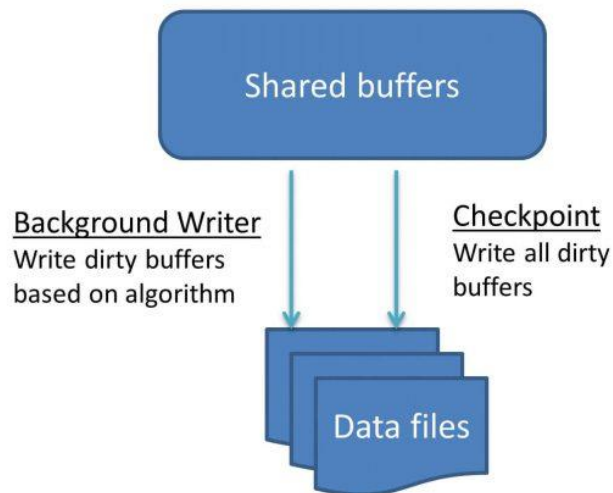 Shared buffers
Background Writer
Write dirty buffers
based on algorithm
Checkpoint
Write all dirty
buffers
Data files